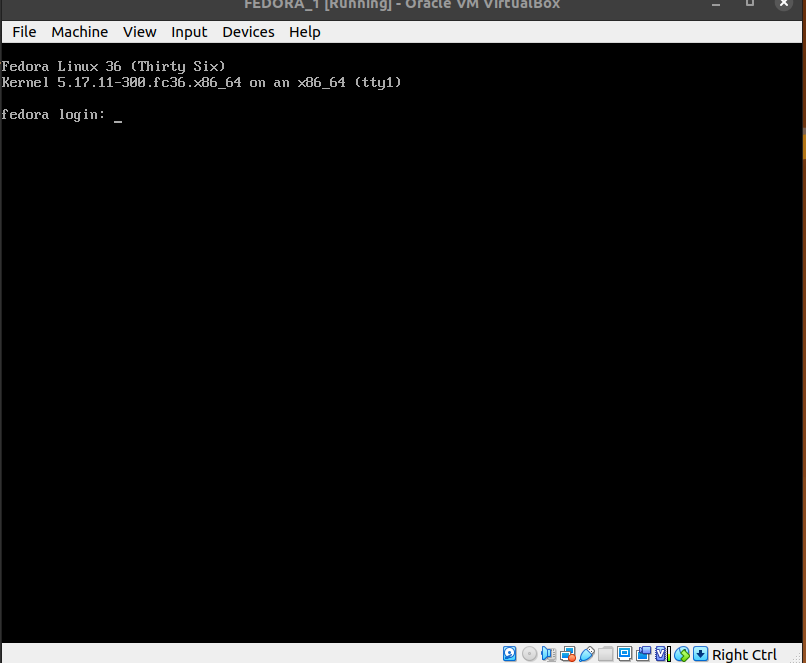 FEDORA_1 [Running] - Oracle VM VirtualBox
File Machine View Input Devices Help
Fedora Linux 36 (Thirty Six)
Kernel 5.17.11-300.fc36.x86_64 on an x86_64 (tty1)
fedora login: _
Right Ctrl